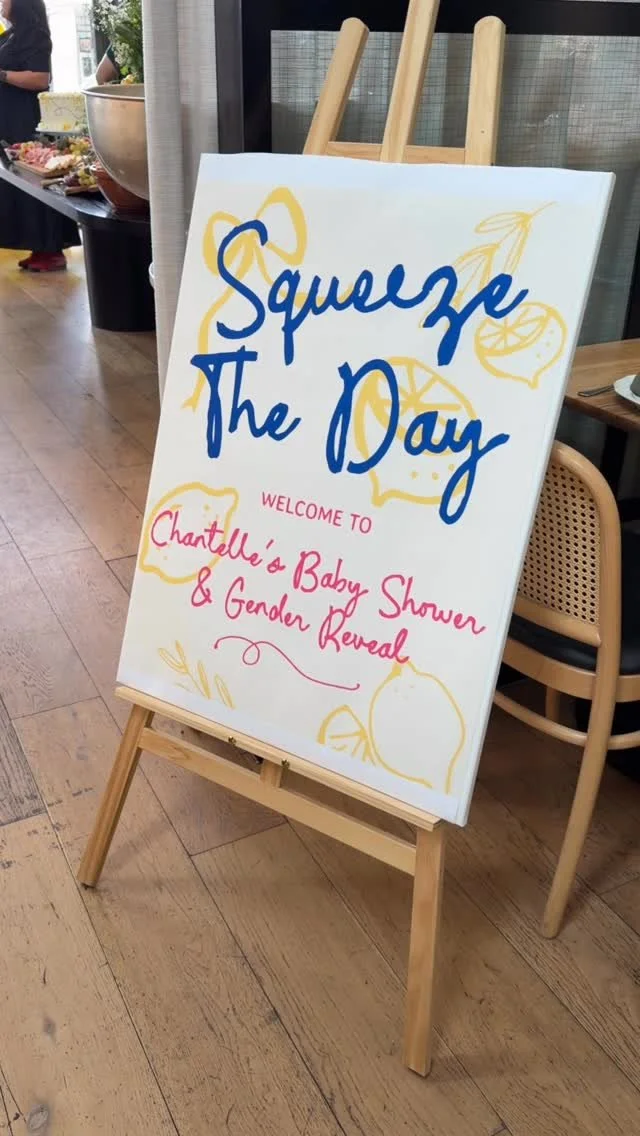 Squeeze
The Day
WELCOME TO
Chantelle's Baby Shower
& Gender Reveal